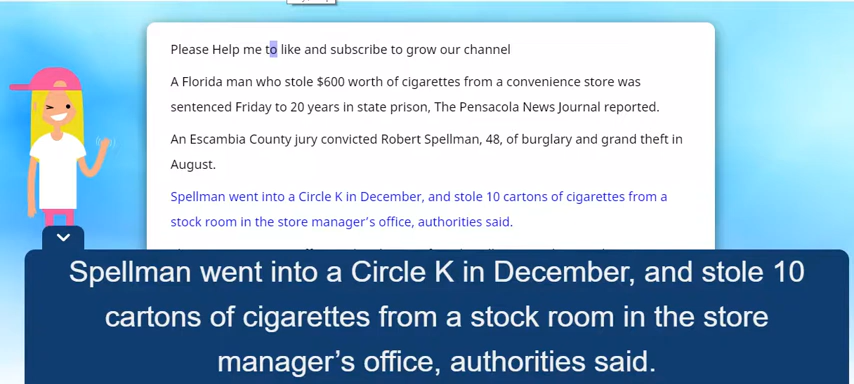 Please Help me to like and subscribe to grow our channel
A Florida man who stole $600 worth of cigarettes from a convenience store was
sentenced Friday to 20 years in state prison, The Pensacola News Journal reported.
An Escambia County jury convicted Robert Spellman, 48, of burglary and grand theft in
August.
Spellman went into a Circle K in December, and stole 10 cartons of cigarettes from a
stock room in the store manager’s office, authorities said.
Spellman went into a Circle K in December, and stole 10
cartons of cigarettes from a stock room in the store
manager’s office, authorities said.